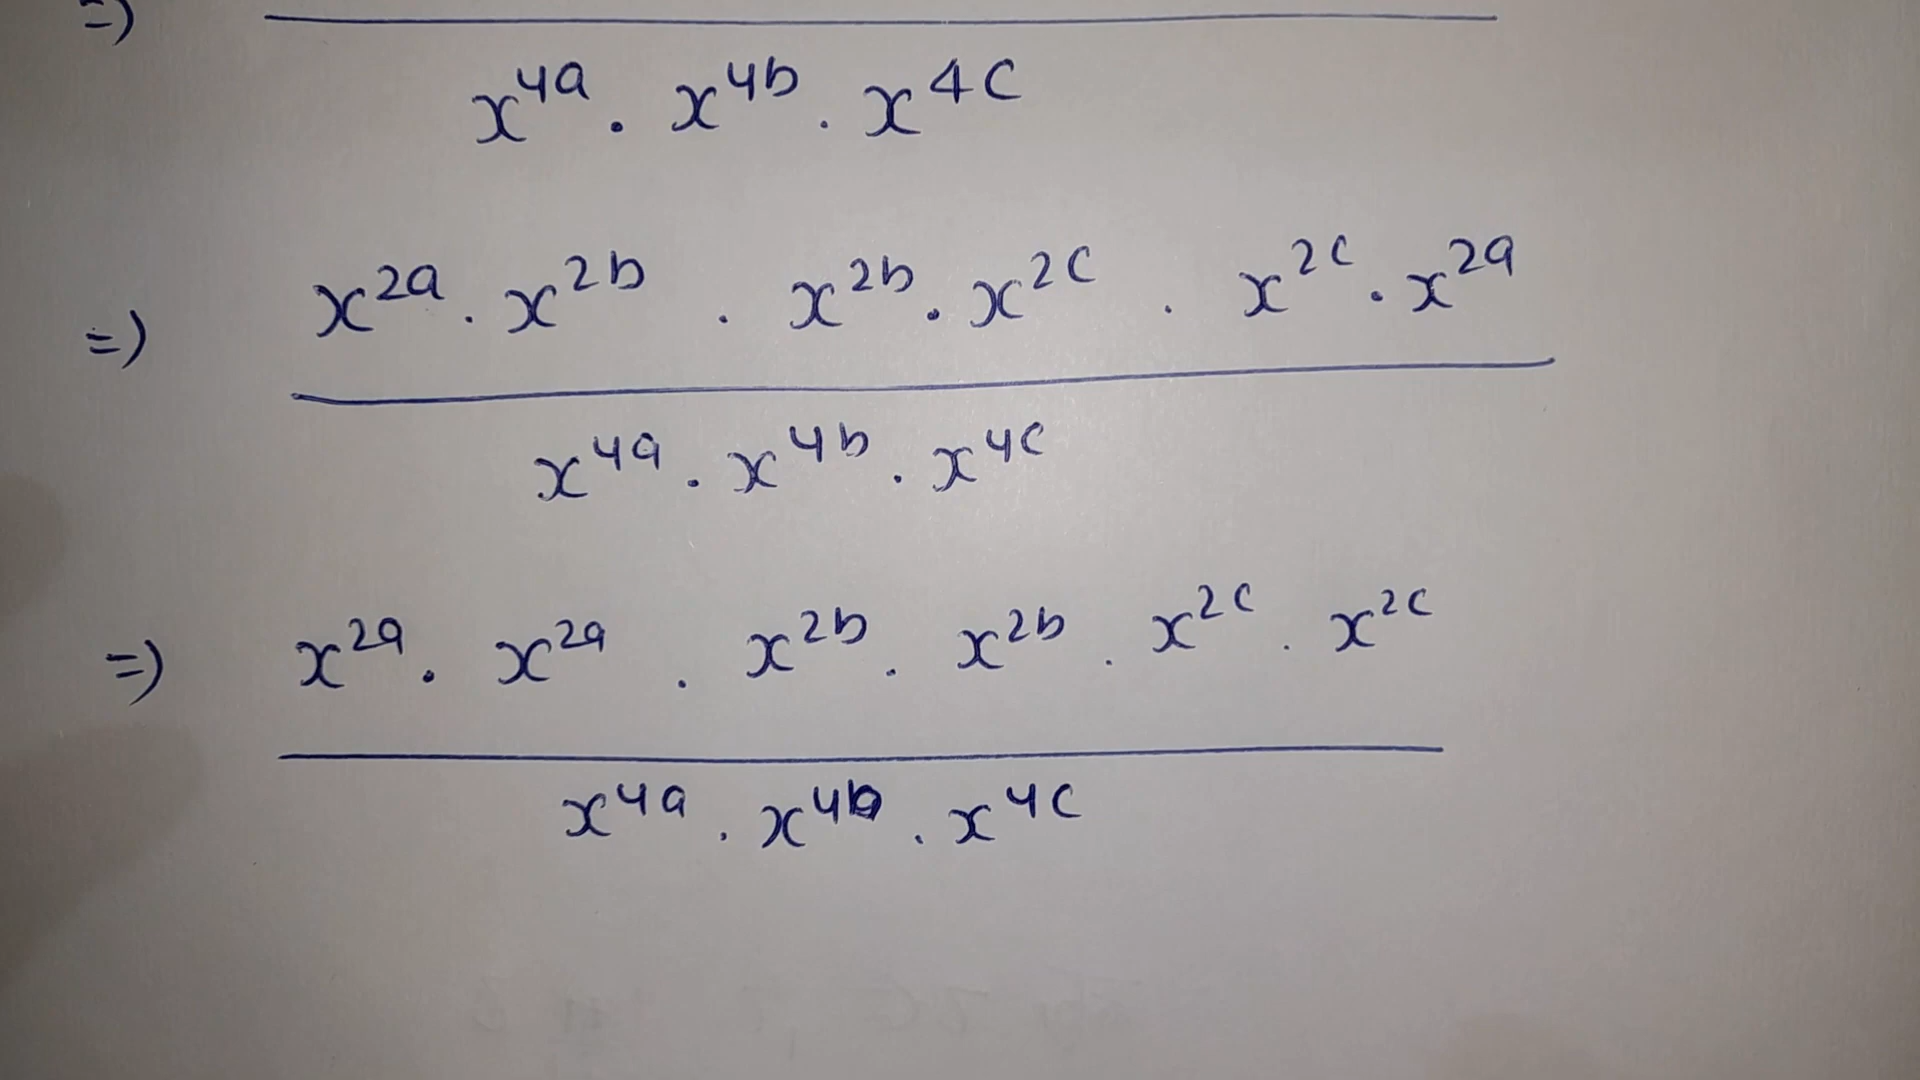 =)
x^4a . x^4b . x^4c
=) x^2a . x^2b . x^2b . x^2c . x^2c . x^2a
x^4a . x^4b . x^4c
=) x^2a . x^2a . x^2b . x^2b . x^2c . x^2c
x^4a . x^4b . x^4c